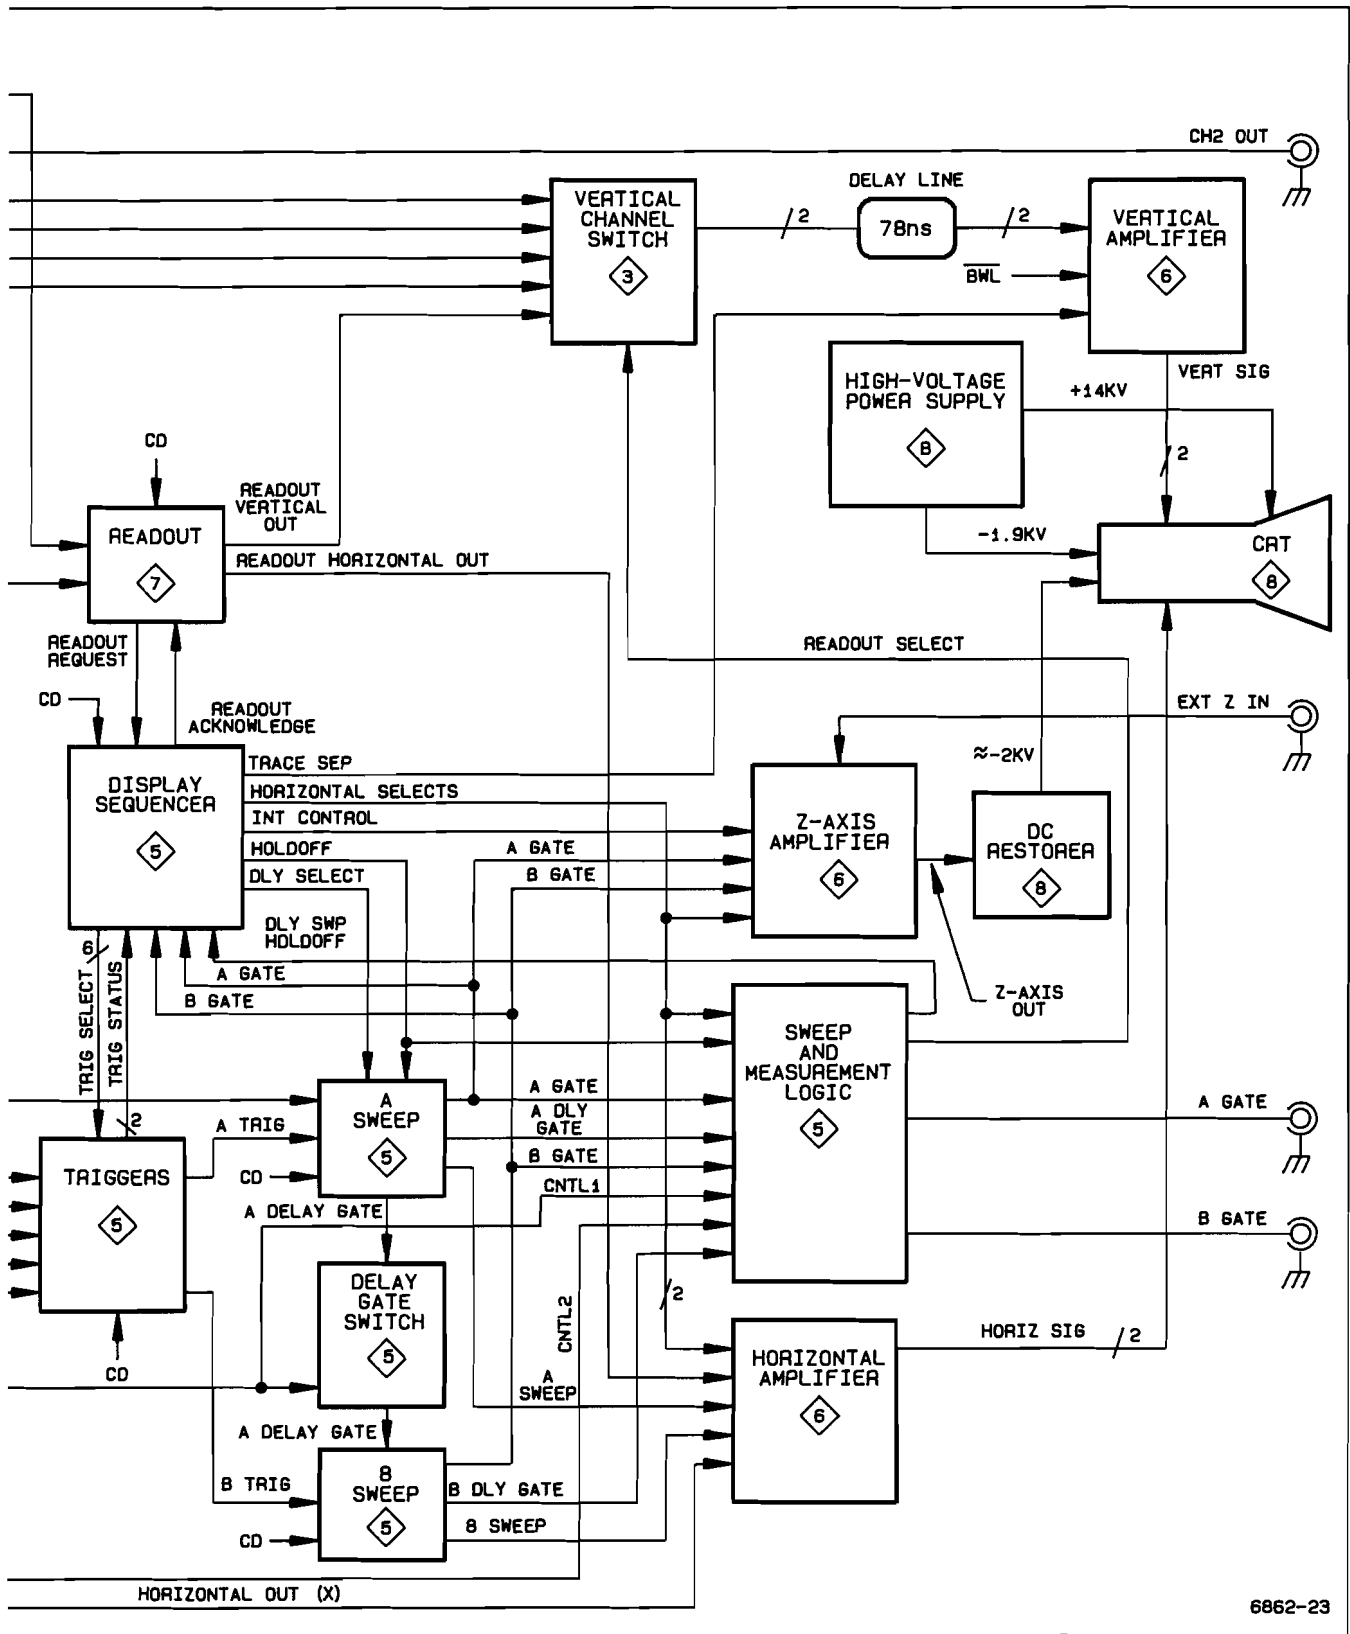 CH2 OUT
DELAY LINE
VERTICAL
CHANNEL
SWITCH
3
2
78ns
2
VERTICAL
AMPLIFIER
6
BWL
HIGH-VOLTAGE
POWER SUPPLY
8
VERT SIG
+14KV
2
CD
READOUT
VERTICAL
OUT
READOUT
7
READOUT HORIZONTAL OUT
-1.9KV
CRT
8
READOUT
REQUEST
READOUT SELECT
CD
READOUT
ACKNOWLEDGE
EXT Z IN
DISPLAY
SEQUENCER
5
TRACE SEP
HORIZONTAL SELECTS
INT CONTROL
HOLDOFF
DLY SELECT
A GATE
B GATE
Z-AXIS
AMPLIFIER
6
≈-2KV
DC
RESTORER
8
DLY SWP
HOLDOFF
6
TRIG SELECT
TRIG STATUS
A GATE
B GATE
Z-AXIS
OUT
SWEEP
AND
MEASUREMENT
LOGIC
5
A
SWEEP
5
A GATE
A DLY
GATE
B GATE
CNTL1
A GATE
2
A TRIG
CD
TRIGGERS
5
A DELAY GATE
B GATE
DELAY
GATE
SWITCH
5
CNTL2
2
HORIZ SIG
2
HORIZONTAL
AMPLIFIER
6
CD
A
SWEEP
A DELAY GATE
B TRIG
8
SWEEP
5
B DLY GATE
8 SWEEP
CD
HORIZONTAL OUT (X)
6862-23